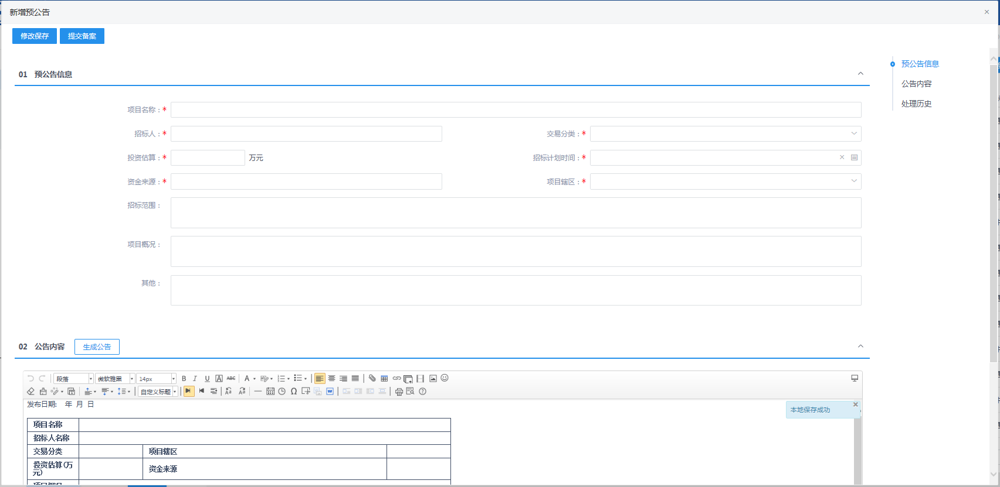 新增预公告
修改保存 提交备案
01 预公告信息
预公告信息
公告内容
处理历史
项目名称：*
招标人：* 交易分类：*
投资估算：* 万元 招标计划时间：*
资金来源：* 项目辖区：*
招标范围：
项目概况：
其他：
02 公告内容 生成公告
段落 微软雅黑 14px B I U A ABC A
自定义标题
发布日期: 年 月 日
本地保存成功
项目名称
招标人名称
交易分类 项目辖区
投资估算(万元) 资金来源
项目概况